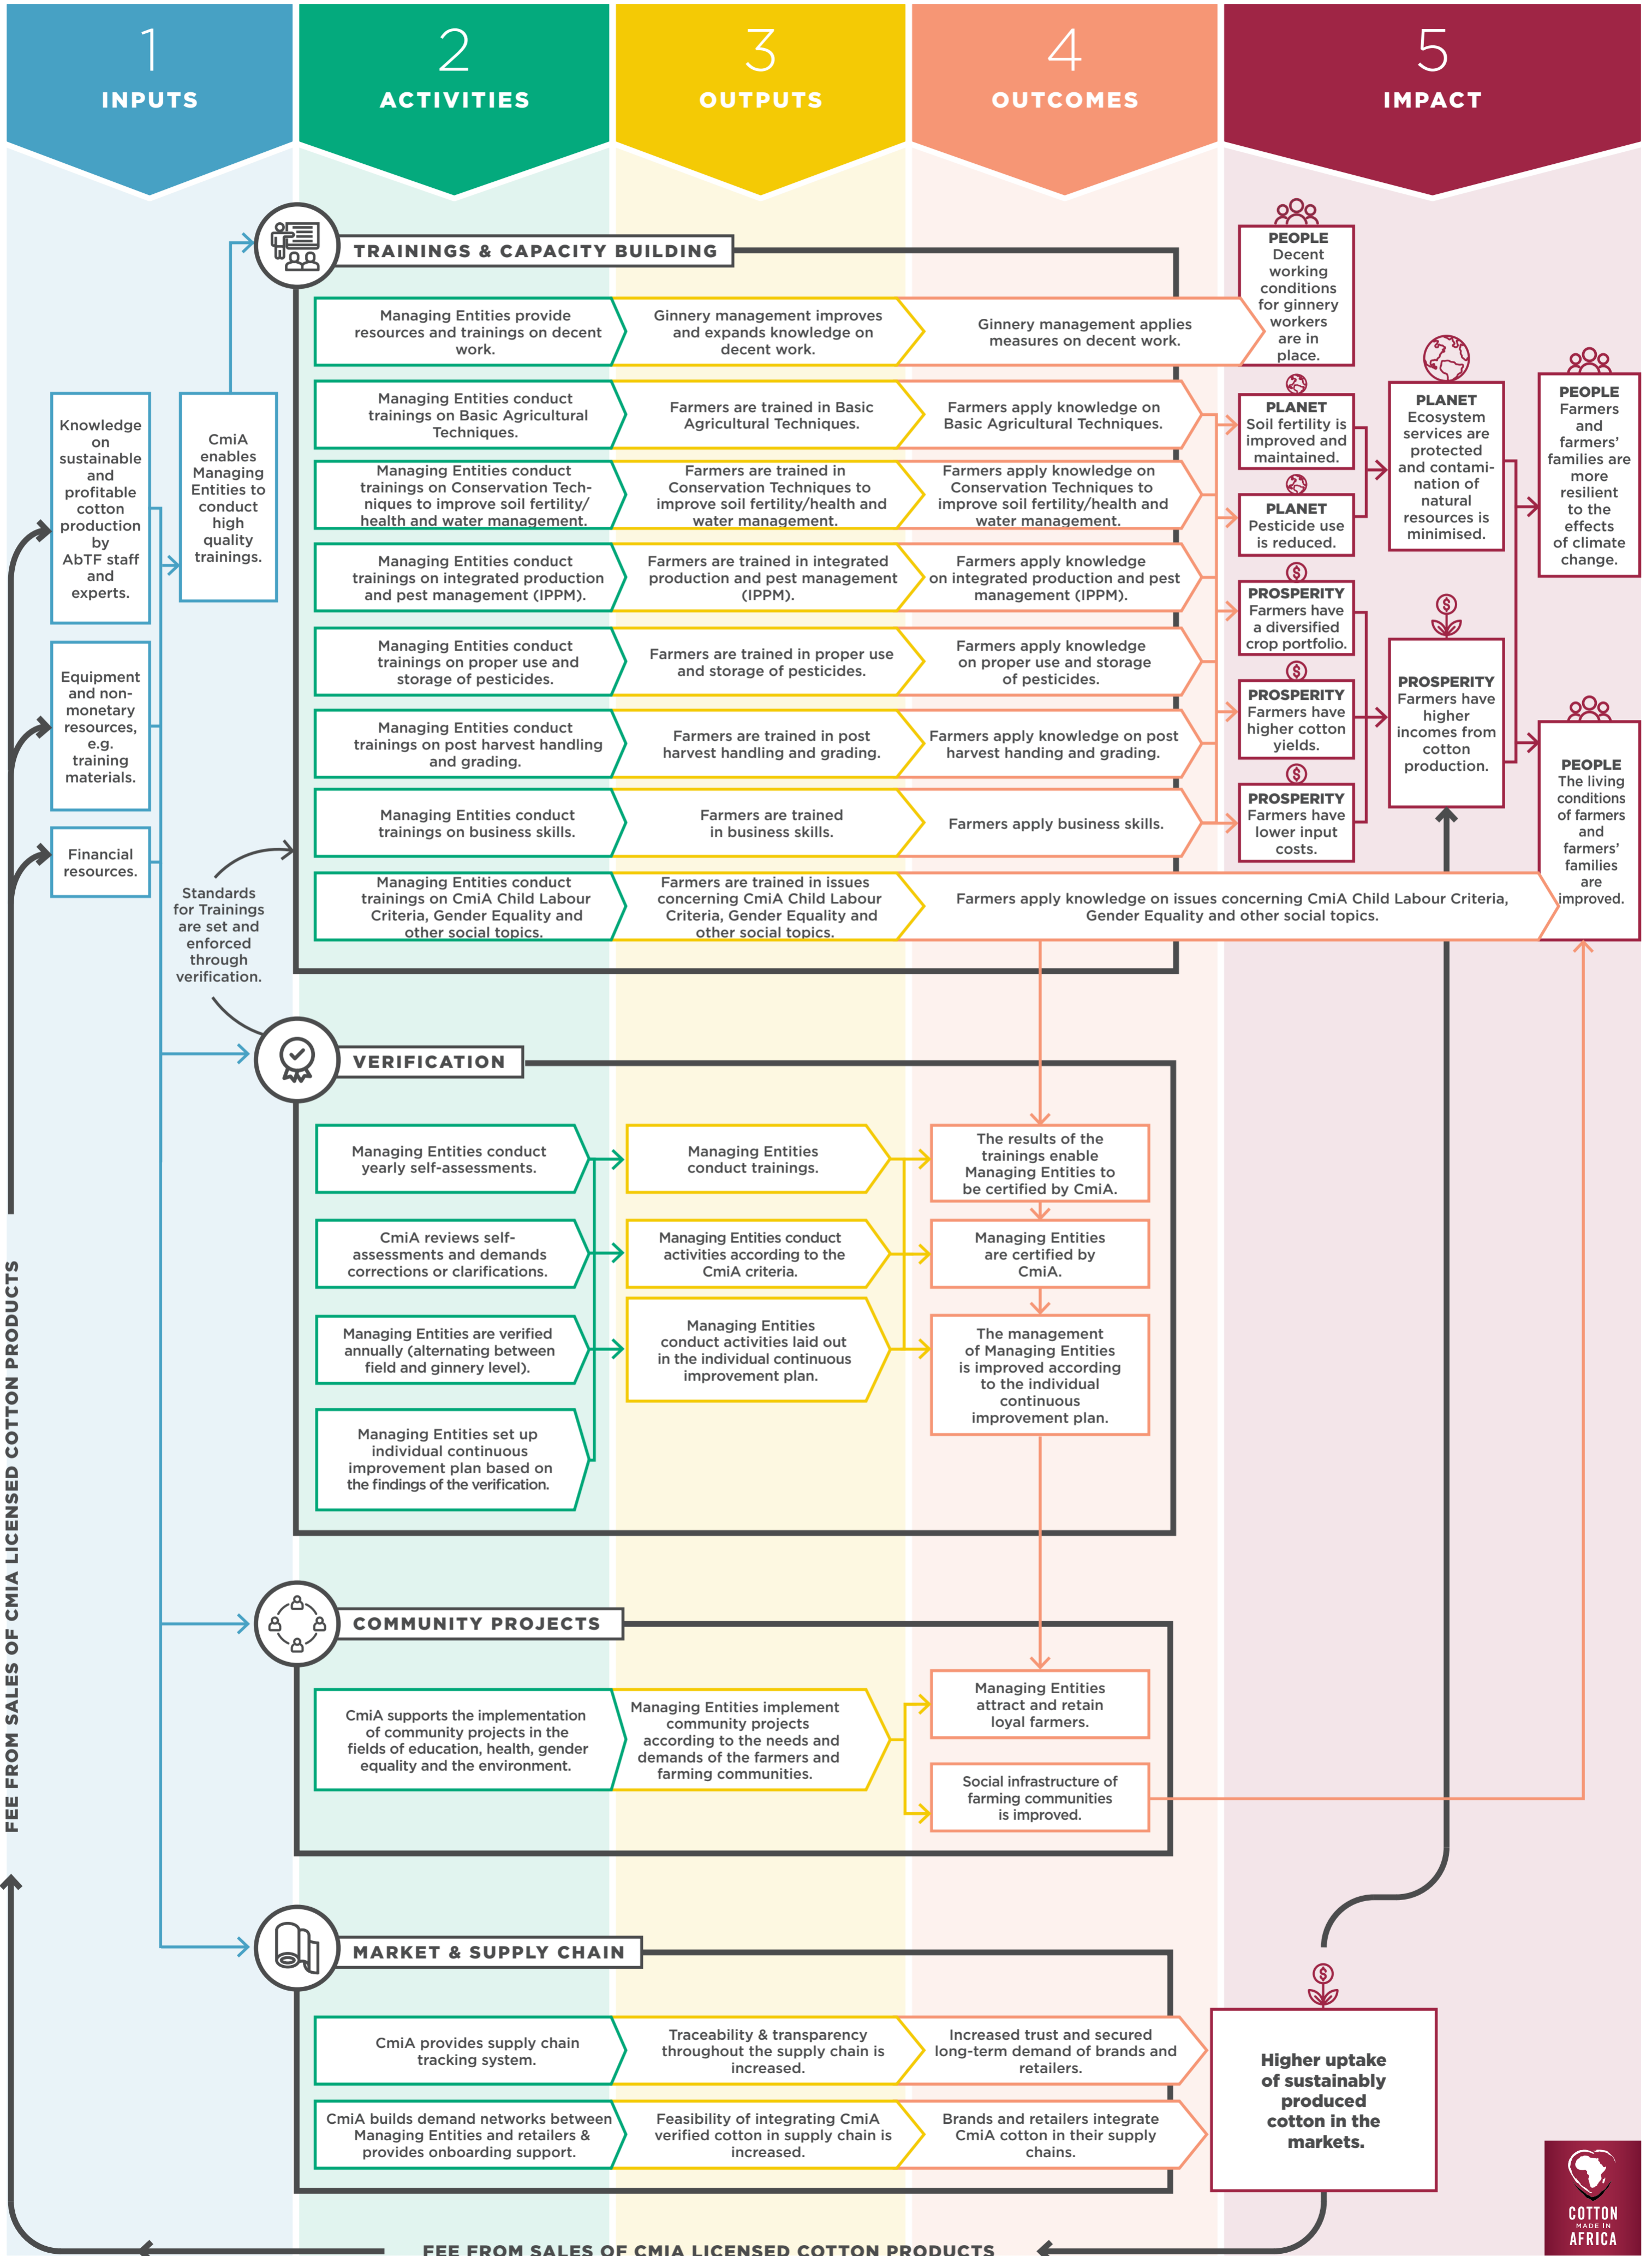 1
INPUTS
2
ACTIVITIES
3
OUTPUTS
4
OUTCOMES
5
IMPACT
Knowledge
on
sustainable
and
profitable
cotton
production
by
AbTF staff
and
experts.
CmiA
enables
Managing
Entities to
conduct
high
quality
trainings.
Equipment
and non-
monetary
resources,
e.g.
training
materials.
Financial
resources.
Standards
for Trainings
are set and
enforced
through
verification.
TRAININGS & CAPACITY BUILDING
Managing Entities provide
resources and trainings on decent
work.
Ginnery management improves
and expands knowledge on
decent work.
Ginnery management applies
measures on decent work.
PEOPLE
Decent
working
conditions
for ginnery
workers
are in
place.
Managing Entities conduct
trainings on Basic Agricultural
Techniques.
Farmers are trained in Basic
Agricultural Techniques.
Farmers apply knowledge on
Basic Agricultural Techniques.
Managing Entities conduct
trainings on Conservation Tech-
niques to improve soil fertility/
health and water management.
Farmers are trained in
Conservation Techniques to
improve soil fertility/health and
water management.
Farmers apply knowledge on
Conservation Techniques to
improve soil fertility/health and
water management.
Managing Entities conduct
trainings on integrated production
and pest management (IPPM).
Farmers are trained in integrated
production and pest management
(IPPM).
Farmers apply knowledge
on integrated production and pest
management (IPPM).
Managing Entities conduct
trainings on proper use and
storage of pesticides.
Farmers are trained in proper use
and storage of pesticides.
Farmers apply knowledge
on proper use and storage
of pesticides.
Managing Entities conduct
trainings on post harvest handling
and grading.
Farmers are trained in post
harvest handling and grading.
Farmers apply knowledge on post
harvest handing and grading.
Managing Entities conduct
trainings on business skills.
Farmers are trained
in business skills.
Farmers apply business skills.
Managing Entities conduct
trainings on CmiA Child Labour
Criteria, Gender Equality and
other social topics.
Farmers are trained in issues
concerning CmiA Child Labour
Criteria, Gender Equality and
other social topics.
Farmers apply knowledge on issues concerning CmiA Child Labour Criteria,
Gender Equality and other social topics.
PLANET
Soil fertility is
improved and
maintained.
PLANET
Pesticide use
is reduced.
$
PROSPERITY
Farmers have
a diversified
crop portfolio.
$
PROSPERITY
Farmers have
higher cotton
yields.
$
PROSPERITY
Farmers have
lower input
costs.
PLANET
Ecosystem
services are
protected
and contami-
nation of
natural
resources is
minimised.
$
PROSPERITY
Farmers have
higher
incomes from
cotton
production.
PEOPLE
Farmers
and
farmers'
families are
more
resilient
to the
effects
of climate
change.
PEOPLE
The living
conditions
of farmers
and
farmers'
families
are
improved.
VERIFICATION
Managing Entities conduct
yearly self-assessments.
CmiA reviews self-
assessments and demands
corrections or clarifications.
Managing Entities are verified
annually (alternating between
field and ginnery level).
Managing Entities set up
individual continuous
improvement plan based on
the findings of the verification.
Managing Entities
conduct trainings.
Managing Entities conduct
activities according to the
CmiA criteria.
Managing Entities
conduct activities laid out
in the individual continuous
improvement plan.
The results of the
trainings enable
Managing Entities to
be certified by CmiA.
Managing Entities
are certified by
CmiA.
The management
of Managing Entities
is improved according
to the individual
continuous
improvement plan.
COMMUNITY PROJECTS
CmiA supports the implementation
of community projects in the
fields of education, health, gender
equality and the environment.
Managing Entities implement
community projects
according to the needs and
demands of the farmers and
farming communities.
Managing Entities
attract and retain
loyal farmers.
Social infrastructure of
farming communities
is improved.
MARKET & SUPPLY CHAIN
CmiA provides supply chain
tracking system.
Traceability & transparency
throughout the supply chain is
increased.
Increased trust and secured
long-term demand of brands and
retailers.
CmiA builds demand networks between
Managing Entities and retailers &
provides onboarding support.
Feasibility of integrating CmiA
verified cotton in supply chain is
increased.
Brands and retailers integrate
CmiA cotton in their supply
chains.
$
Higher uptake
of sustainably
produced
cotton in the
markets.
FEE FROM SALES OF CMIA LICENSED COTTON PRODUCTS
FEE FROM SALES OF CMIA LICENSED COTTON PRODUCTS
COTTON
MADE IN
AFRICA